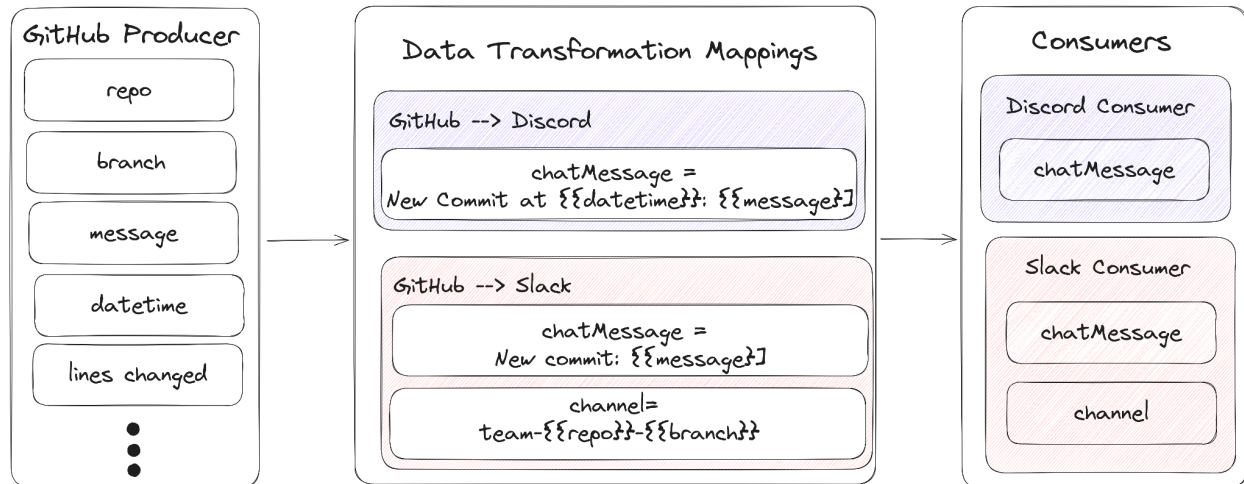 GitHub Producer
repo
branch
message
datetime
lines changed
Data Transformation Mappings
GitHub --> Discord
chatMessage =
New Commit at {{datetime}}: {{message}]
GitHub --> Slack
chatMessage =
New commit: {{message}]
channel=
team-{{repo}}-{{branch}}
Consumers
Discord Consumer
chatMessage
Slack Consumer
chatMessage
channel